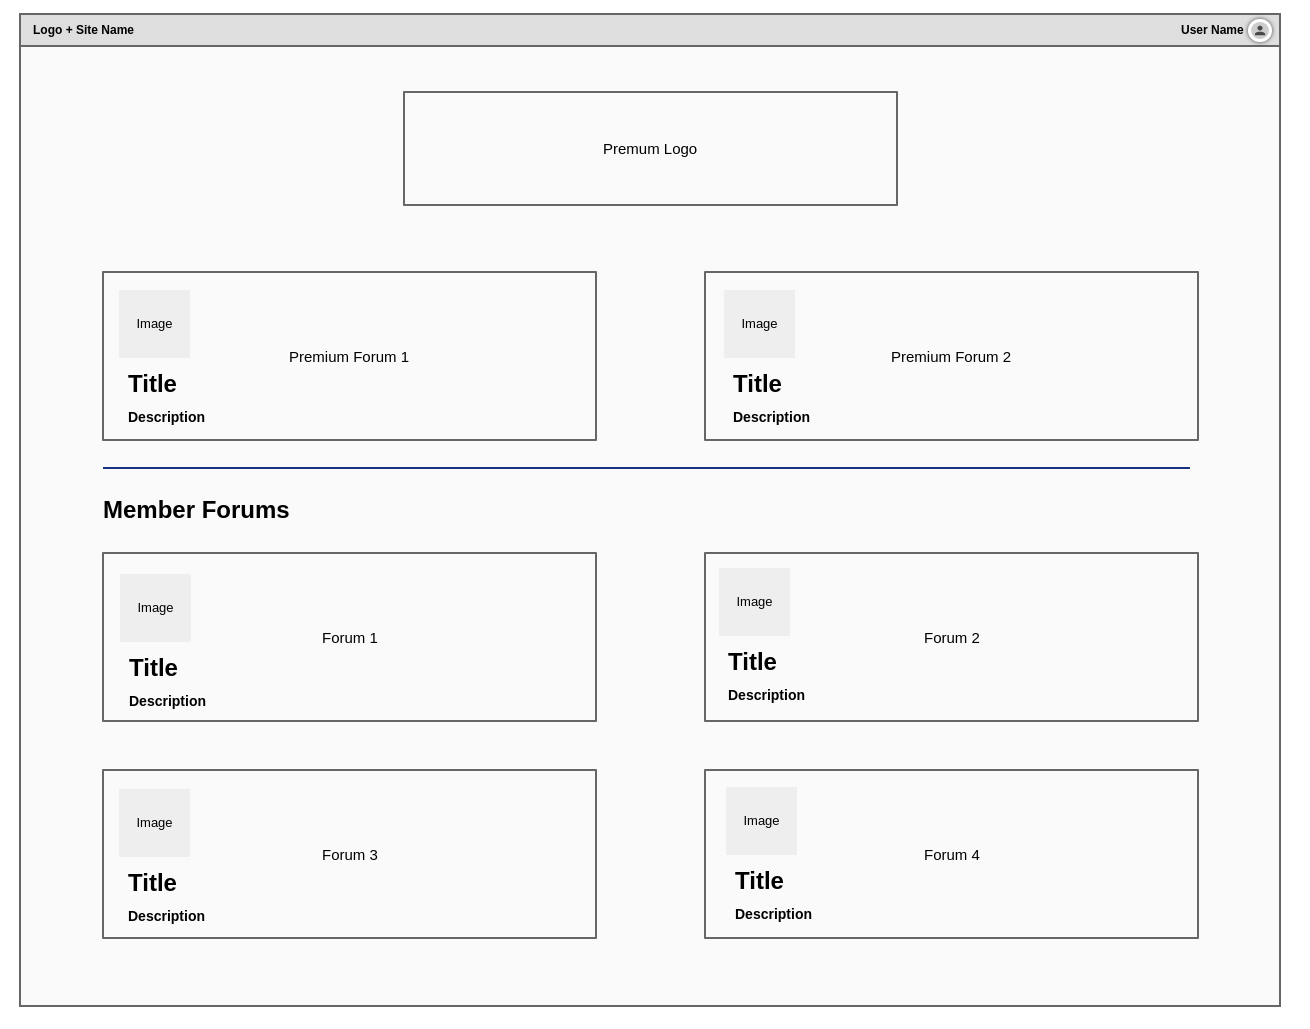 Logo + Site Name
User Name
Premum Logo
Image
Premium Forum 1
Title
Description
Image
Premium Forum 2
Title
Description
Member Forums
Image
Forum 1
Title
Description
Image
Forum 2
Title
Description
Image
Forum 3
Title
Description
Image
Forum 4
Title
Description